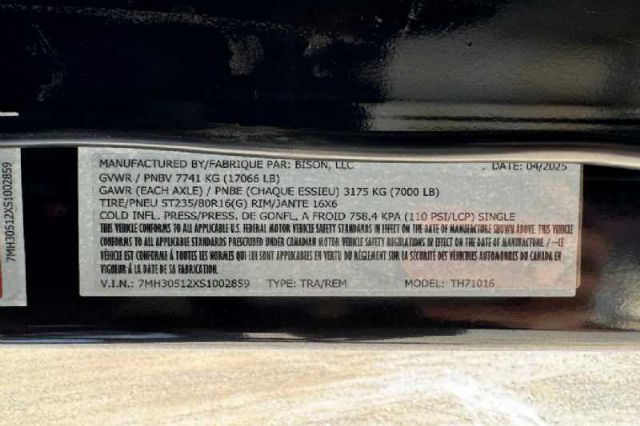 MANUFACTURED BY/FABRIQUE PAR: BISON, LLC DATE: 04/2025
GVWR / PNBV 7741 KG (17066 LB)
GAWR (EACH AXLE) / PNBE (CHAQUE ESSIEU) 3175 KG (7000 LB)
TIRE/PNEU ST235/80R16(G) RIM/JANTE 16X6
COLD INFL. PRESS/PRESS. DE GONFL. A FROID 758.4 KPA (110 PSI/LCP) SINGLE
THIS VEHICLE CONFORMS TO ALL APPLICABLE U.S. FEDERAL MOTOR VEHICLE SAFETY STANDARDS IN EFFECT ON THE DATE OF MANUFACTURE SHOWN ABOVE. THIS VEHICLE
CONFORMS TO ALL APPLICABLE STANDARDS PRESCRIBED UNDER CANADIAN MOTOR VEHICLE SAFETY REGULATIONS IN EFFECT ON THE DATE OF MANUFACTURE / –CE
VÉHICULE EST CONFORME À TOUTES LES NORMES QUI LUI SONT APPLICABLES EN VERTU DU RÉGLEMENT SUR LA SÉCURITÉ DES VÉHICULES AUTOMOBILES DU CANADA EN
VIGUEUR À LA DATE DE SA FABRICATION.
V.I.N.: 7MH30512XS1002859 TYPE: TRA/REM MODEL: TH71016
7MH30512XS1002859